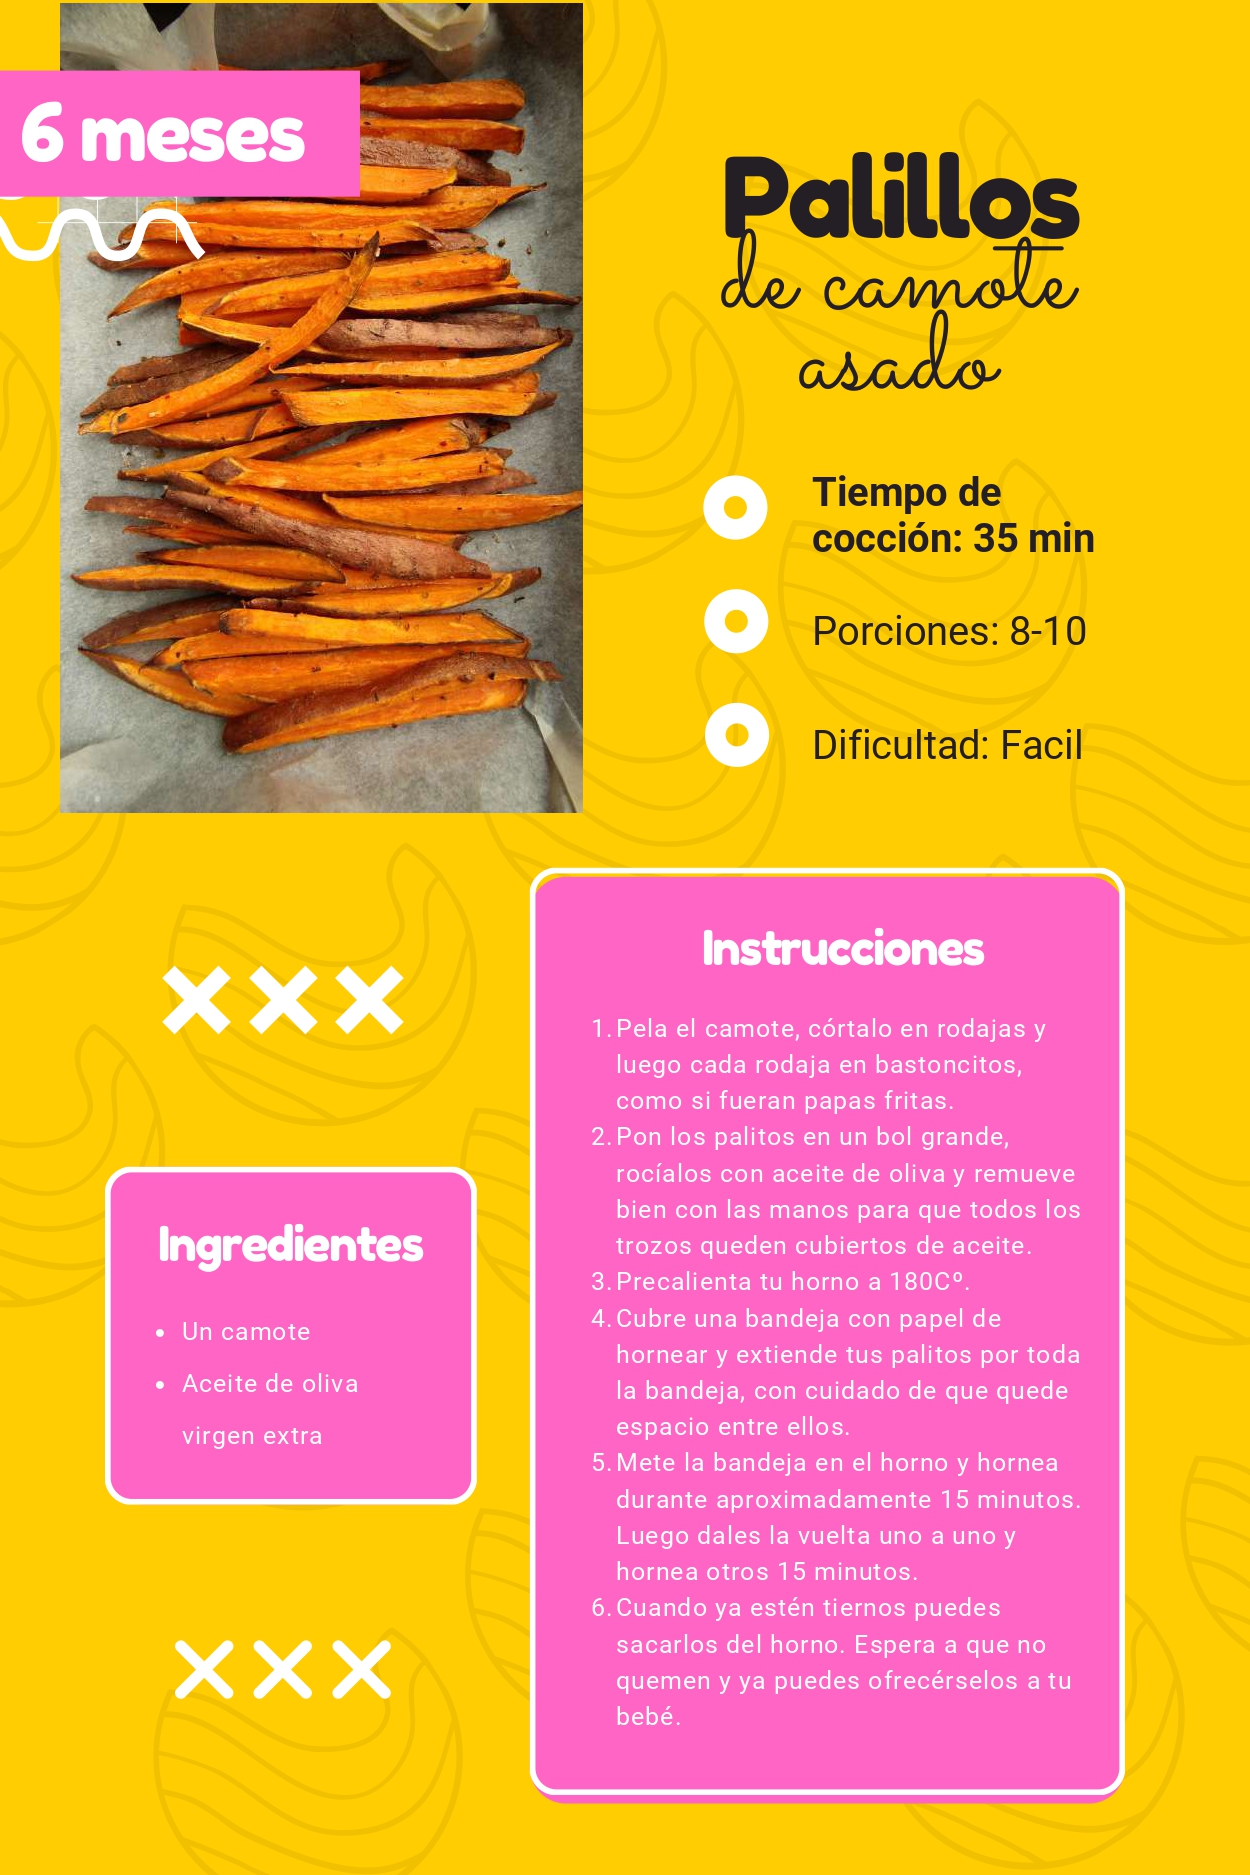 6 meses
Palillos
de camote
asado
Tiempo de
cocción: 35 min
Porciones: 8-10
Dificultad: Facil
Instrucciones
1. Pela el camote, córtalo en rodajas y
luego cada rodaja en bastoncitos,
como si fueran papas fritas.
2. Pon los palitos en un bol grande,
rocíalos con aceite de oliva y remueve
bien con las manos para que todos los
trozos queden cubiertos de aceite.
3. Precalienta tu horno a 180Cº.
4. Cubre una bandeja con papel de
hornear y extiende tus palitos por toda
la bandeja, con cuidado de que quede
espacio entre ellos.
5. Mete la bandeja en el horno y hornea
durante aproximadamente 15 minutos.
Luego dales la vuelta uno a uno y
hornea otros 15 minutos.
6. Cuando ya estén tiernos puedes
sacarlos del horno. Espera a que no
quemen y ya puedes ofrecérselos a tu
bebé.
Ingredientes
• Un camote
• Aceite de oliva
virgen extra